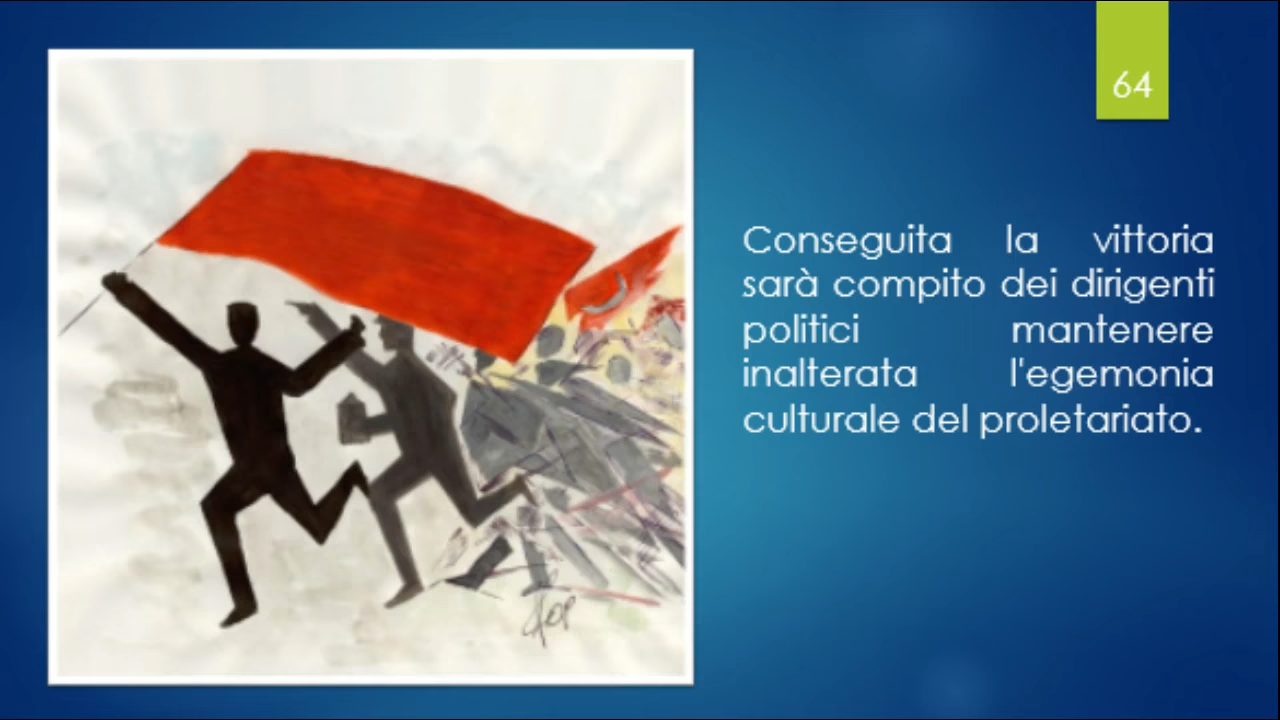 64
Conseguita la vittoria
sarà compito dei dirigenti
politici mantenere
inalterata l'egemonia
culturale del proletariato.